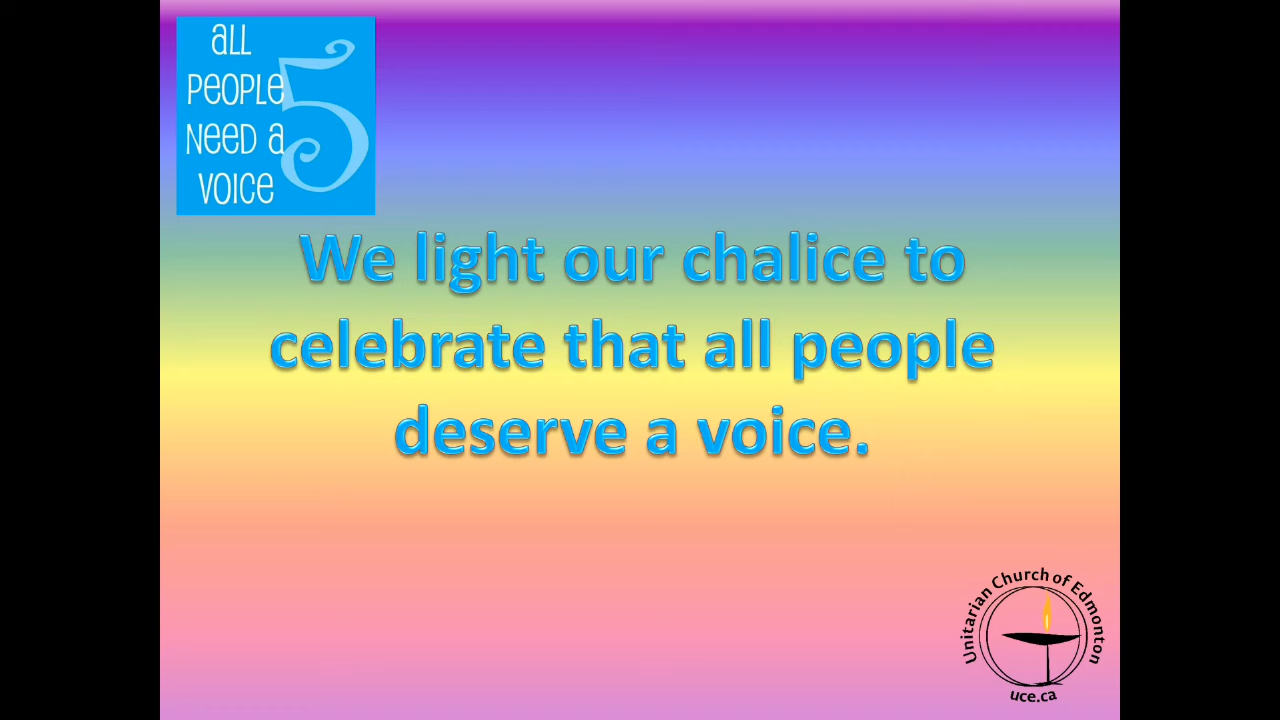 aLL
PEOPLE
NEED a
VOICE
5
We light our chalice to
celebrate that all people
deserve a voice.
Unitarian Church of Edmonton
uce.ca